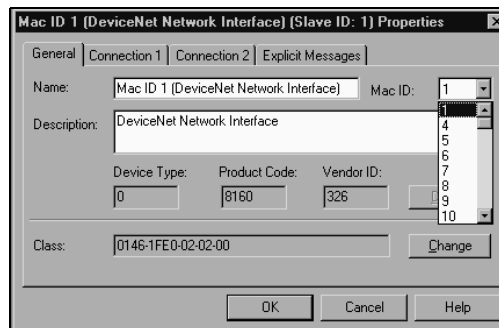 Mac ID 1 (DeviceNet Network Interface) (Slave ID: 1) Properties
General Connection 1 Connection 2 Explicit Messages
Name: Mac ID 1 (DeviceNet Network Interface) Mac ID: 1
1
4
5
6
7
8
9
10
Description: DeviceNet Network Interface
Device Type: Product Code: Vendor ID:
0 8160 326
Class: 0146-1FE0-02-02-00 Change
OK Cancel Help